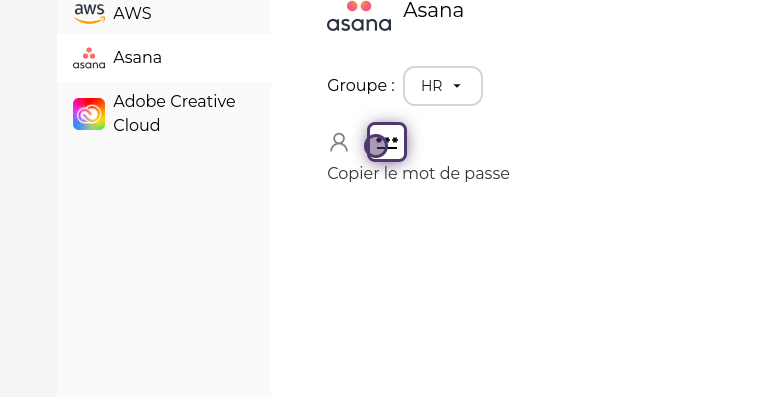 aws
AWS
asana
Asana
Adobe Creative
Cloud
asana
Asana
Groupe :
HR
***
Copier le mot de passe